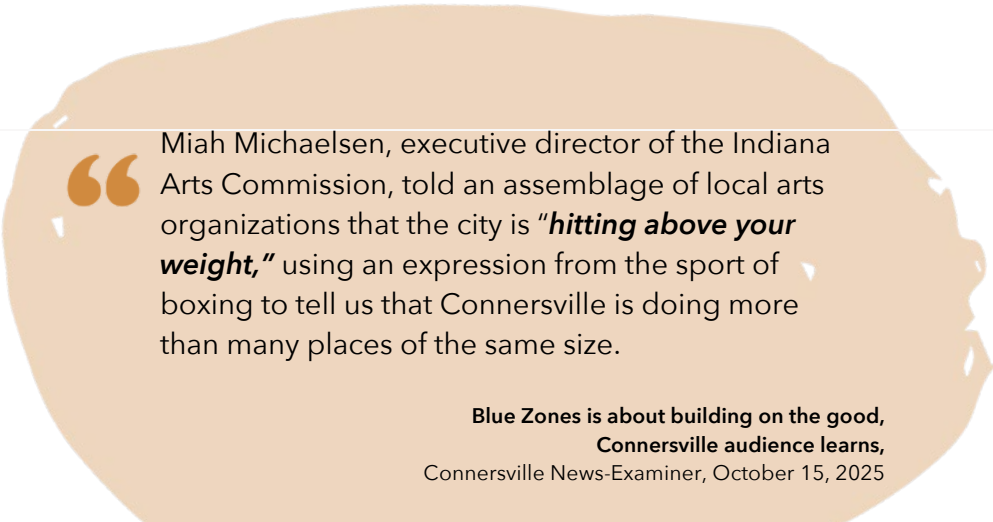 “
Miah Michaelsen, executive director of the Indiana
Arts Commission, told an assemblage of local arts
organizations that the city is “hitting above your
weight,” using an expression from the sport of
boxing to tell us that Connersville is doing more
than many places of the same size.
Blue Zones is about building on the good,
Connersville audience learns,
Connersville News-Examiner, October 15, 2025